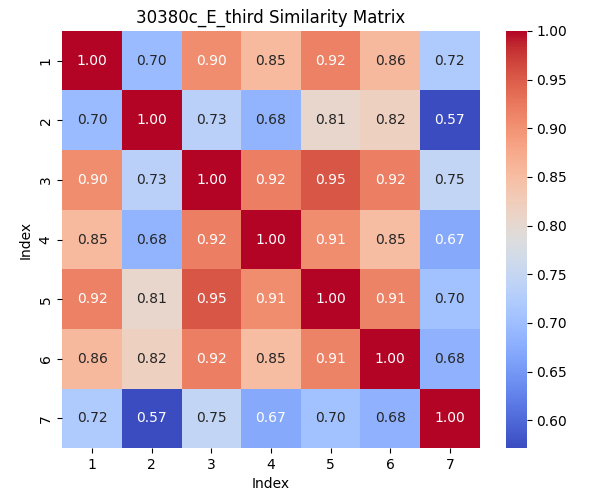 30380c_E_third Similarity Matrix
1 1.00 0.70 0.90 0.85 0.92 0.86 0.72
2 0.70 1.00 0.73 0.68 0.81 0.82 0.57
3 0.90 0.73 1.00 0.92 0.95 0.92 0.75
4 0.85 0.68 0.92 1.00 0.91 0.85 0.67
5 0.92 0.81 0.95 0.91 1.00 0.91 0.70
6 0.86 0.82 0.92 0.85 0.91 1.00 0.68
7 0.72 0.57 0.75 0.67 0.70 0.68 1.00
1 2 3 4 5 6 7
Index
Index
1.00
0.95
0.90
0.85
0.80
0.75
0.70
0.65
0.60